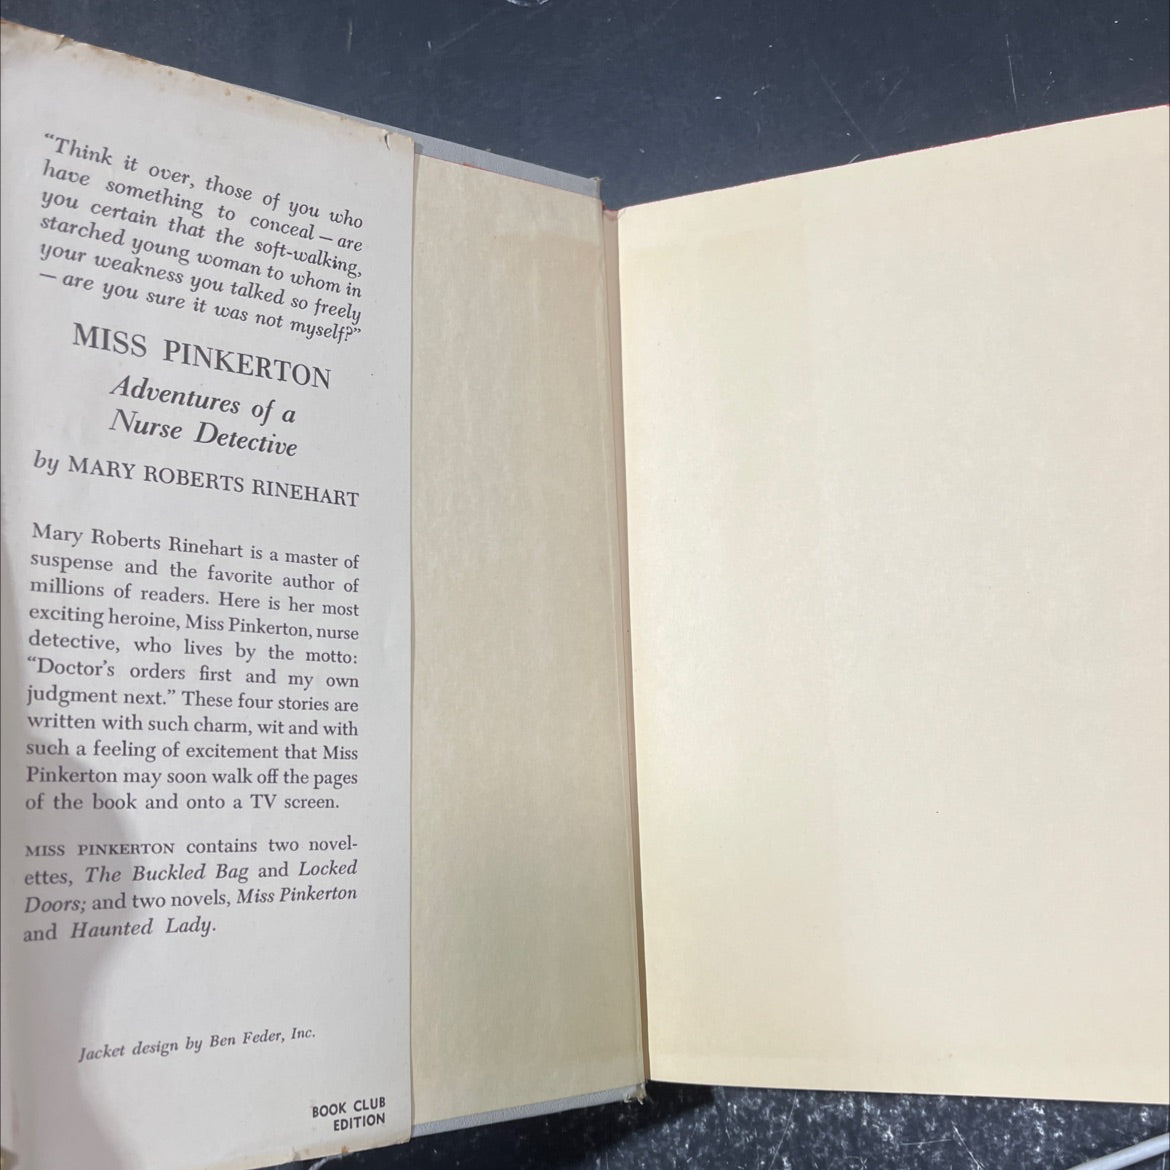 “Think it over, those of you who
have something to conceal — are
you certain that the soft-walking,
starched young woman to whom in
your weakness you talked so freely
— are you sure it was not myself?”
MISS PINKERTON
Adventures of a
Nurse Detective
by MARY ROBERTS RINEHART
Mary Roberts Rinehart is a master of
suspense and the favorite author of
millions of readers. Here is her most
exciting heroine, Miss Pinkerton, nurse
detective, who lives by the motto:
“Doctor’s orders first and my own
judgment next.” These four stories are
written with such charm, wit and with
such a feeling of excitement that Miss
Pinkerton may soon walk off the pages
of the book and onto a TV screen.
MISS PINKERTON contains two novel-
ettes, The Buckled Bag and Locked
Doors; and two novels, Miss Pinkerton
and Haunted Lady.
Jacket design by Ben Feder, Inc.
BOOK CLUB
EDITION